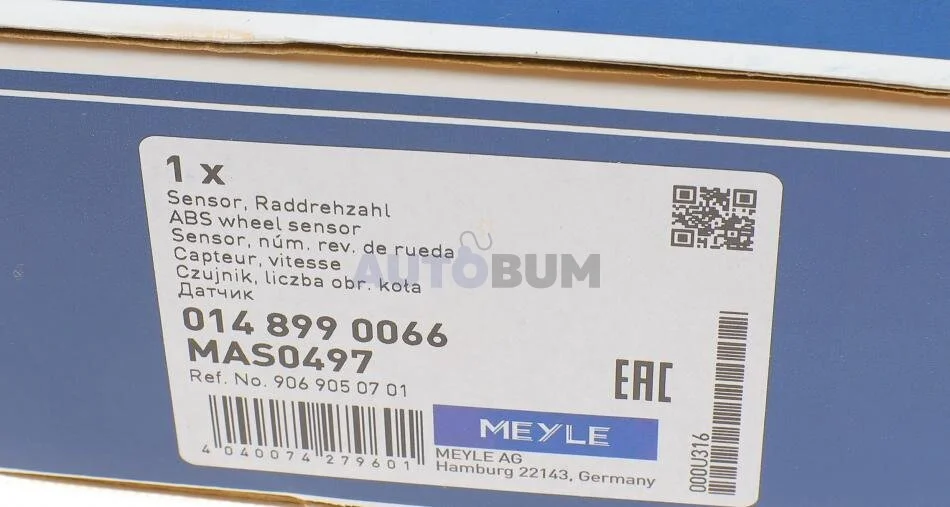 1 x
Sensor, Raddrehzahl
ABS wheel sensor
Sensor, núm. rev. de rueda
Capteur, vitesse
Czujnik, liczba obr. koła
Датчик
AUTOBUM
014 899 0066
MAS0497
Ref. No. 906 905 07 01
EAC
4 040074 279601
MEYLE
MEYLE AG
Hamburg 22143, Germany
000U316